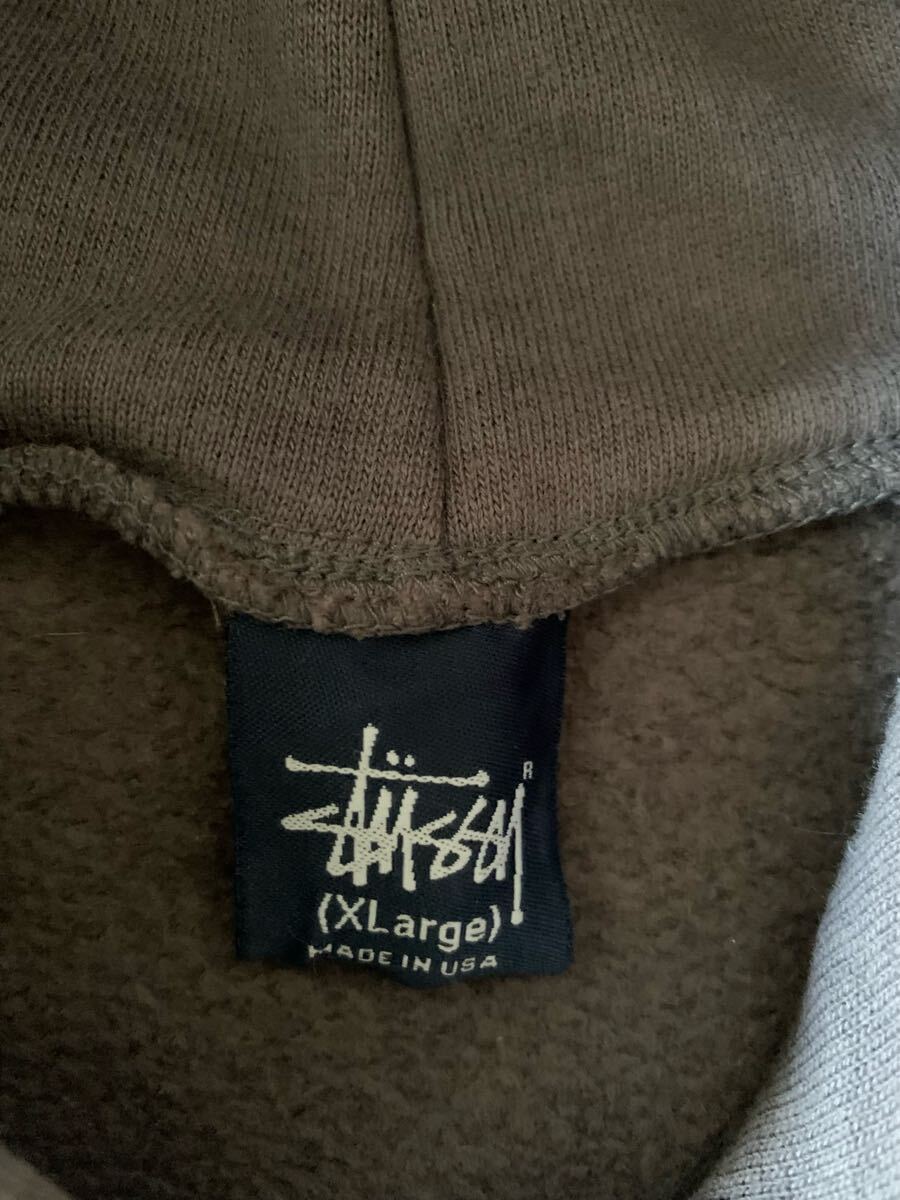 Stüssy
R
(XLarge)
MADE IN USA